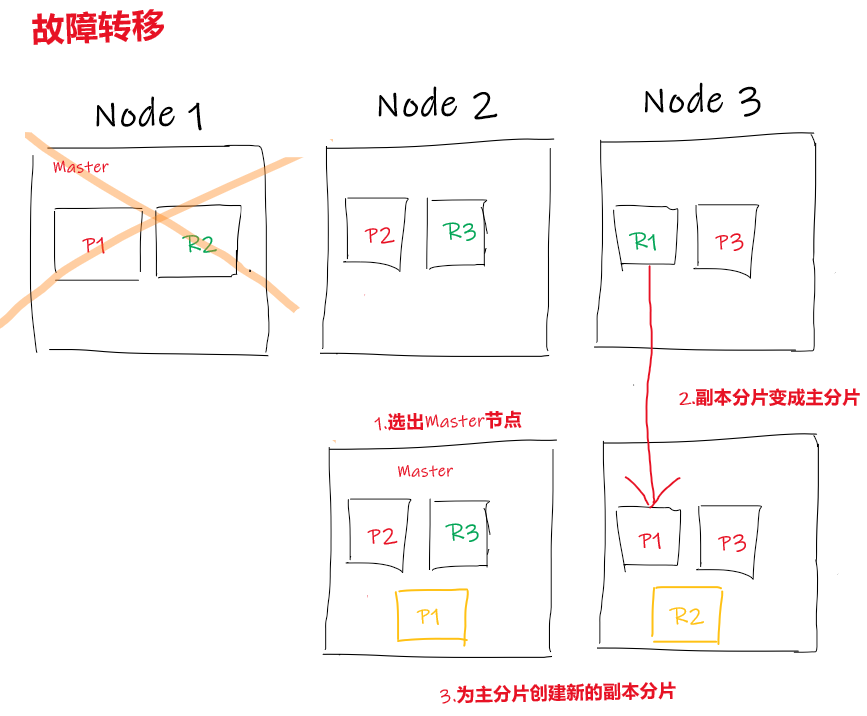 故障转移
Node 1
Node 2
Node 3
Master
P1
R2
P2
R3
R1
P3
2.副本分片变成主分片
1.选出Master节点
Master
P2
R3
P1
P3
P1
R2
3.为主分片创建新的副本分片